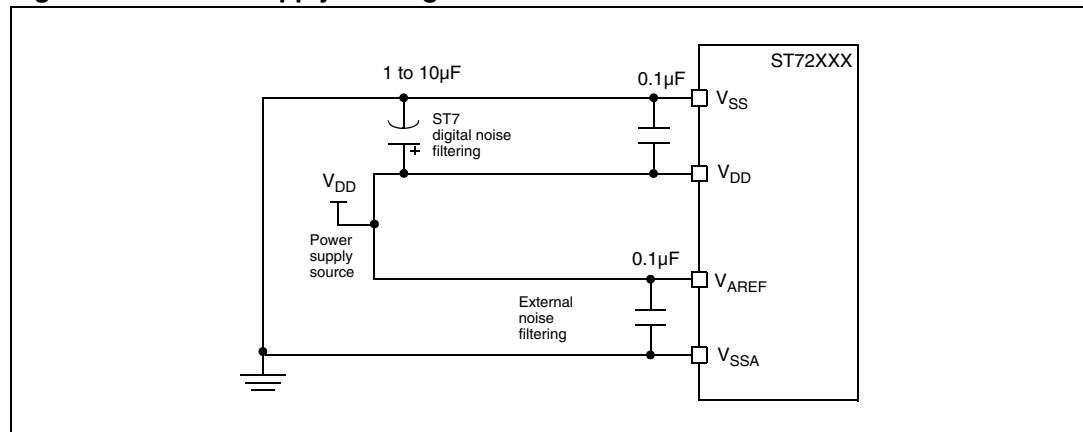 ST72XXX
1 to 10µF
0.1µF
VSS
ST7
digital noise
filtering
+
VDD
VDD
Power
supply
source
0.1µF
VAREF
External
noise
filtering
VSSA